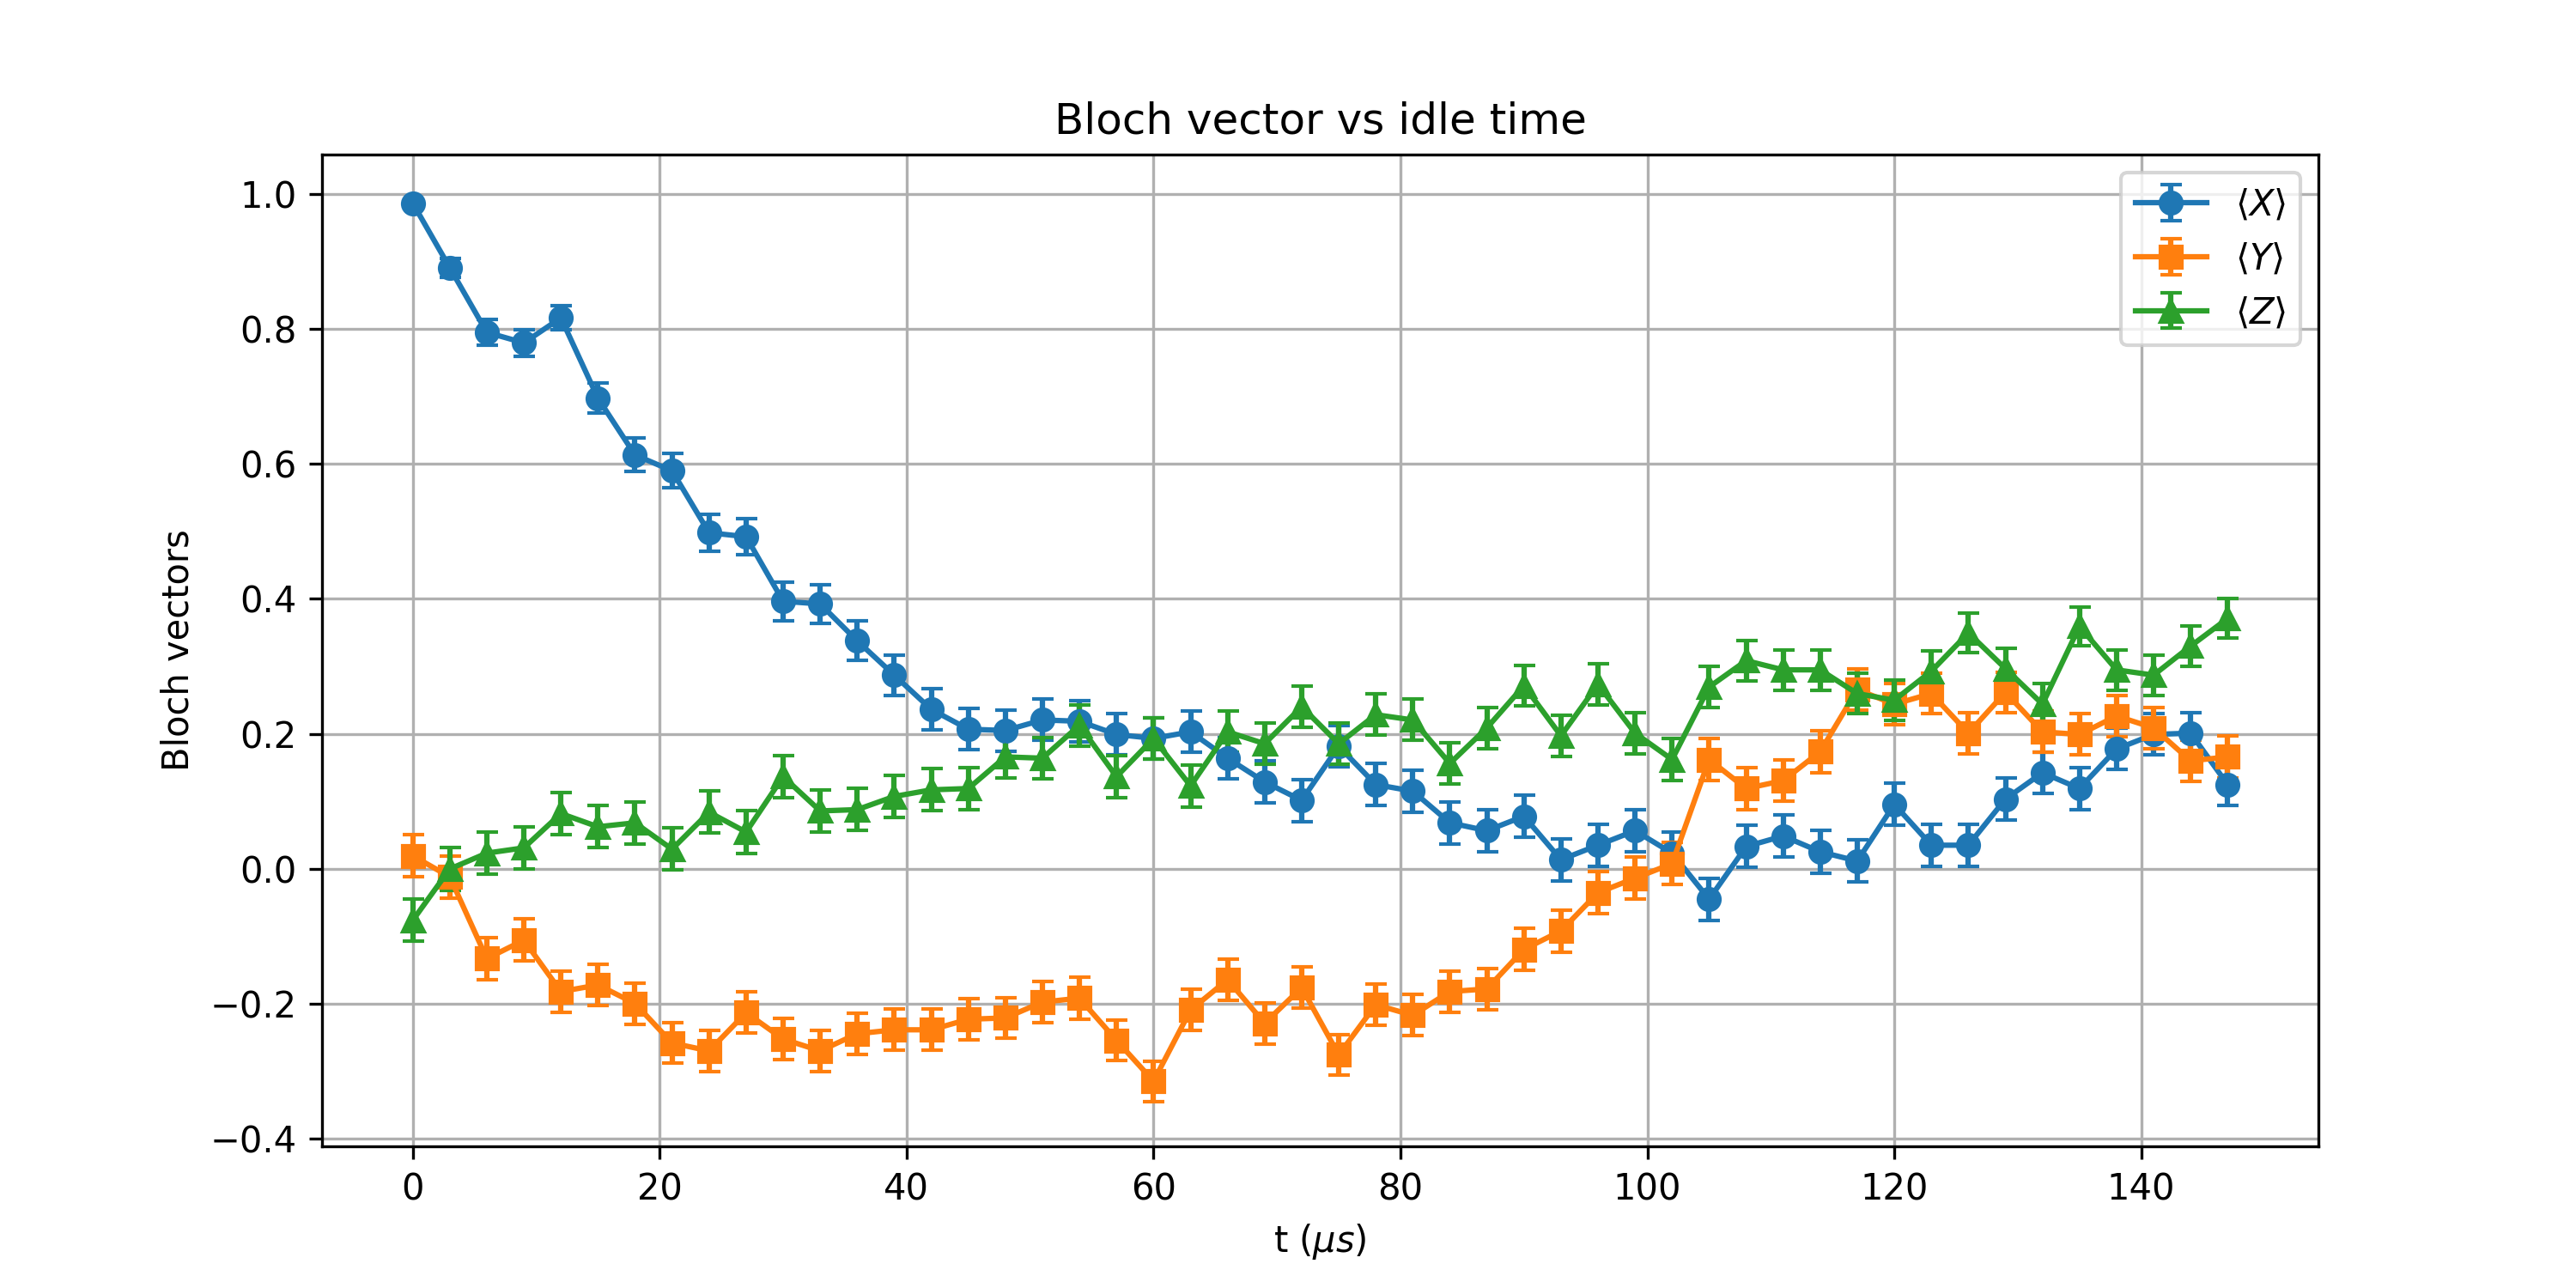 Bloch vector vs idle time
⟨X⟩
⟨Y⟩
⟨Z⟩
Bloch vectors
1.0
0.8
0.6
0.4
0.2
0.0
−0.2
−0.4
0 20 40 60 80 100 120 140
t (μs)